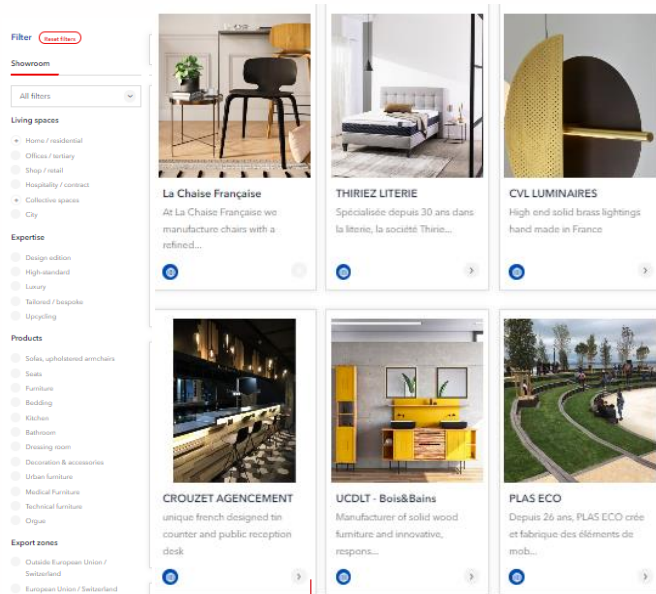 Filter
Reset filters
Showroom
All filters
Living spaces
Home / residential
Offices / tertiary
Shop / retail
Hospitality / contract
Collective spaces
City
Expertise
Design edition
High-standard
Luxury
Tailored / bespoke
Upcycling
Products
Sofas, upholstered armchairs
Seats
Furniture
Bedding
Kitchen
Bathroom
Dressing room
Decoration & accessories
Urban furniture
Medical Furniture
Technical furniture
Orgue
Export zones
Outside European Union /
Switzerland
European Union / Switzerland
La Chaise Française
At La Chaise Française we
manufacture chairs with a
refined...
THIRIEZ LITERIE
Spécialisée depuis 30 ans dans
la literie, la société Thirie...
CVL LUMINAIRES
High end solid brass lightings
hand made in France
CROUZET AGENCEMENT
unique french designed tin
counter and public reception
desk
UCDLT - Bois&Bains
Manufacturer of solid wood
furniture and innovative,
respons...
PLAS ECO
Depuis 26 ans, PLAS ECO crée
et fabrique des éléments de
mob...